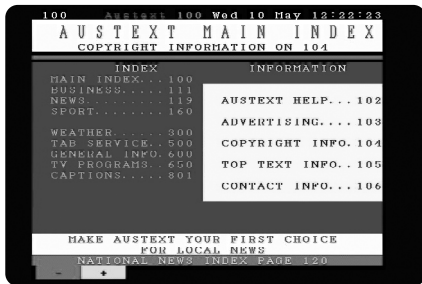 100 Austext 100 Wed 10 May 12:22:23
AUSTEXT MAIN INDEX
COPYRIGHT INFORMATION ON 104
INDEX
MAIN INDEX...100
BUSINESS.....111
NEWS.........119
SPORT........160
WEATHER......300
TAB SERVICE..500
GENERAL INFO.600
TV PROGRAMS..650
CAPTIONS.....801
INFORMATION
AUSTEXT HELP...102
ADVERTISING....103
COPYRIGHT INFO.104
TOP TEXT INFO..105
CONTACT INFO...106
MAKE AUSTEXT YOUR FIRST CHOICE
FOR LOCAL NEWS
NATIONAL NEWS INDEX PAGE 120
- +